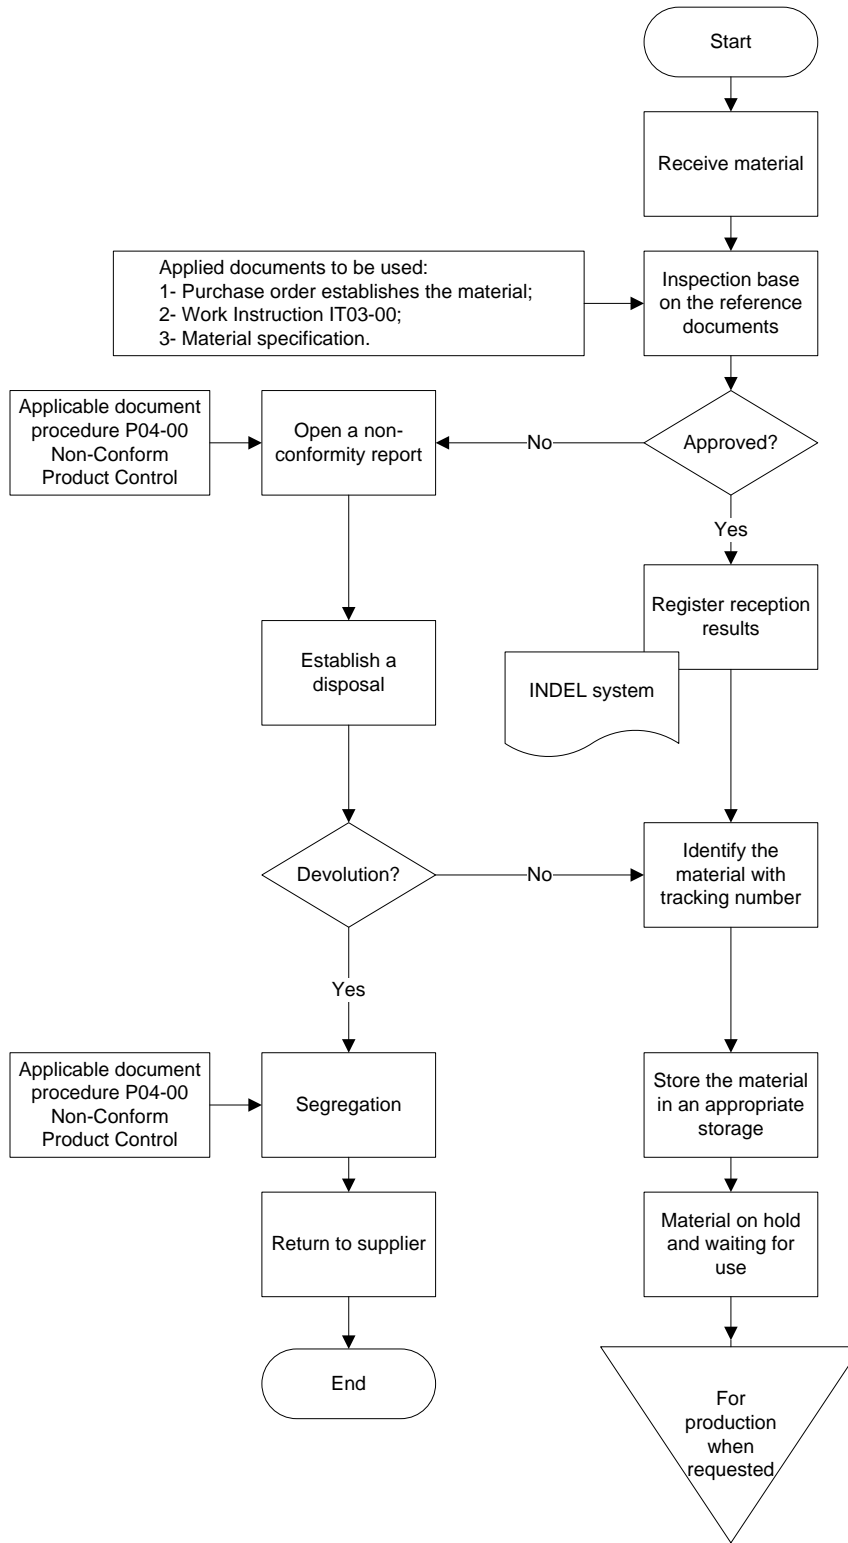 Start
Receive material
Applied documents to be used:
1- Purchase order establishes the material;
2- Work Instruction IT03-00;
3- Material specification.
Inspection base
on the reference
documents
Applicable document
procedure P04-00
Non-Conform
Product Control
Open a non-
conformity report
No
Approved?
Yes
Register reception
results
INDEL system
Establish a
disposal
Devolution?
No
Identify the
material with
tracking number
Yes
Applicable document
procedure P04-00
Non-Conform
Product Control
Segregation
Store the material
in an appropriate
storage
Return to supplier
Material on hold
and waiting for
use
End
For
production
when
requested